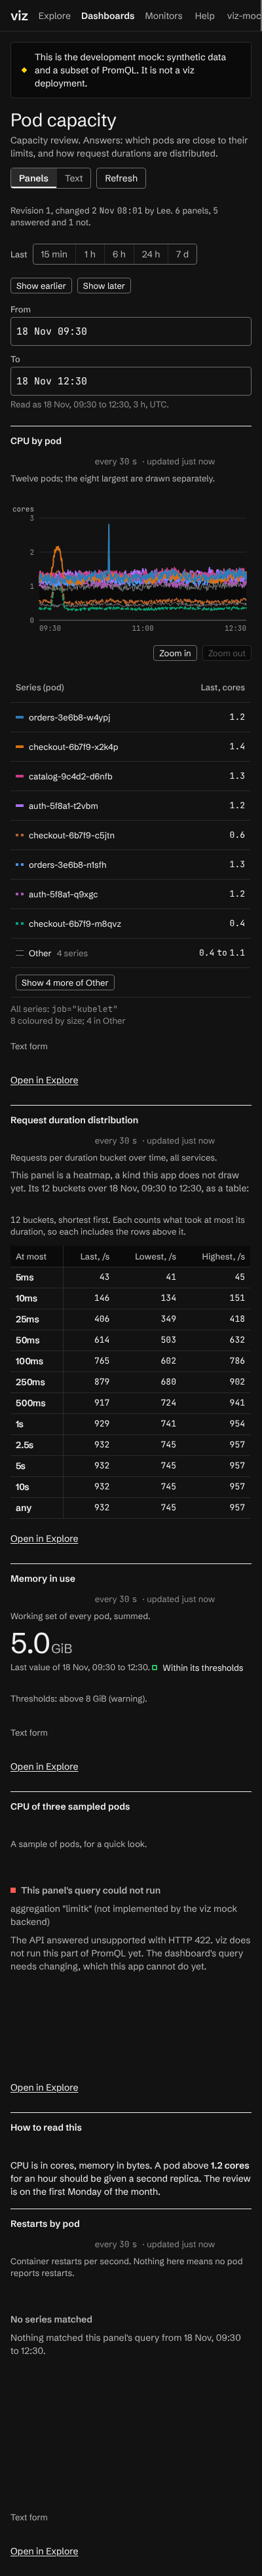 viz Explore Dashboards Monitors Help viz-moc
This is the development mock: synthetic data
and a subset of PromQL. It is not a viz
deployment.
Pod capacity
Capacity review. Answers: which pods are close to their
limits, and how request durations are distributed.
Panels Text Refresh
Revision 1, changed 2 Nov 08:01 by Lee. 6 panels, 5
answered and 1 not.
Last 15 min 1 h 6 h 24 h 7 d
Show earlier Show later
From
18 Nov 09:30
To
18 Nov 12:30
Read as 18 Nov, 09:30 to 12:30, 3 h, UTC.
CPU by pod
every 30 s · updated just now
Twelve pods; the eight largest are drawn separately.
cores
3
2
1
0
09:30 11:00 12:30
Zoom in Zoom out
Series (pod) Last, cores
orders-3e6b8-w4ypj 1.2
checkout-6b7f9-x2k4p 1.4
catalog-9c4d2-d6nfb 1.3
auth-5f8a1-t2vbm 1.2
checkout-6b7f9-c5jtn 0.6
orders-3e6b8-n1sfh 1.3
auth-5f8a1-q9xgc 1.2
checkout-6b7f9-m8qvz 0.4
Other 4 series 0.4 to 1.1
Show 4 more of Other
All series: job="kubelet"
8 coloured by size; 4 in Other
Text form
Open in Explore
Request duration distribution
every 30 s · updated just now
Requests per duration bucket over time, all services.
This panel is a heatmap, a kind this app does not draw
yet. Its 12 buckets over 18 Nov, 09:30 to 12:30, as a table:
12 buckets, shortest first. Each counts what took at most its
duration, so each includes the rows above it.
At most Last, /s Lowest, /s Highest, /s
5ms 43 41 45
10ms 146 134 151
25ms 406 349 418
50ms 614 503 632
100ms 765 602 786
250ms 879 680 902
500ms 917 724 941
1s 929 741 954
2.5s 932 745 957
5s 932 745 957
10s 932 745 957
any 932 745 957
Open in Explore
Memory in use
every 30 s · updated just now
Working set of every pod, summed.
5.0 GiB
Last value of 18 Nov, 09:30 to 12:30. Within its thresholds
Thresholds: above 8 GiB (warning).
Text form
Open in Explore
CPU of three sampled pods
A sample of pods, for a quick look.
This panel's query could not run
aggregation "limitk" (not implemented by the viz mock
backend)
The API answered unsupported with HTTP 422. viz does
not run this part of PromQL yet. The dashboard's query
needs changing, which this app cannot do yet.
Open in Explore
How to read this
CPU is in cores, memory in bytes. A pod above 1.2 cores
for an hour should be given a second replica. The review
is on the first Monday of the month.
Restarts by pod
every 30 s · updated just now
Container restarts per second. Nothing here means no pod
reports restarts.
No series matched
Nothing matched this panel's query from 18 Nov, 09:30
to 12:30.
Text form
Open in Explore